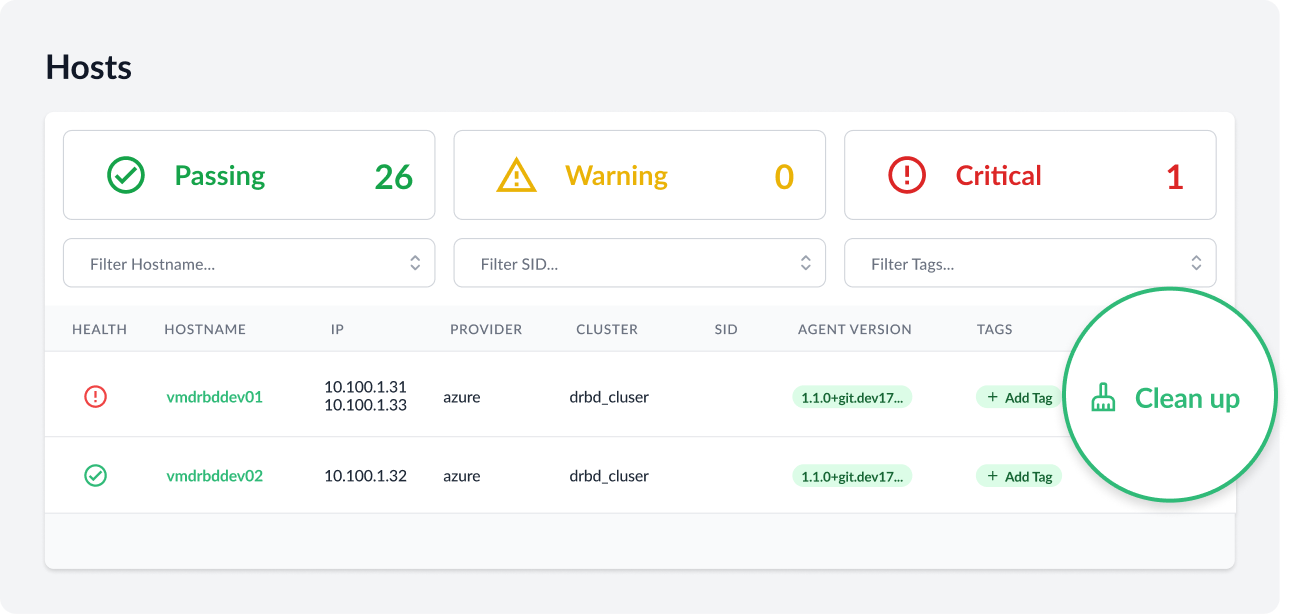 Hosts
Passing 26 Warning 0 Critical 1
Filter Hostname... Filter SID... Filter Tags...
HEALTH HOSTNAME IP PROVIDER CLUSTER SID AGENT VERSION TAGS
10.100.1.31
vmdrbddev01 azure drbd_cluser 1.1.0+git.dev17... + Add Tag Clean up
10.100.1.33
vmdrbddev02 10.100.1.32 azure drbd_cluser 1.1.0+git.dev17... + Add Tag